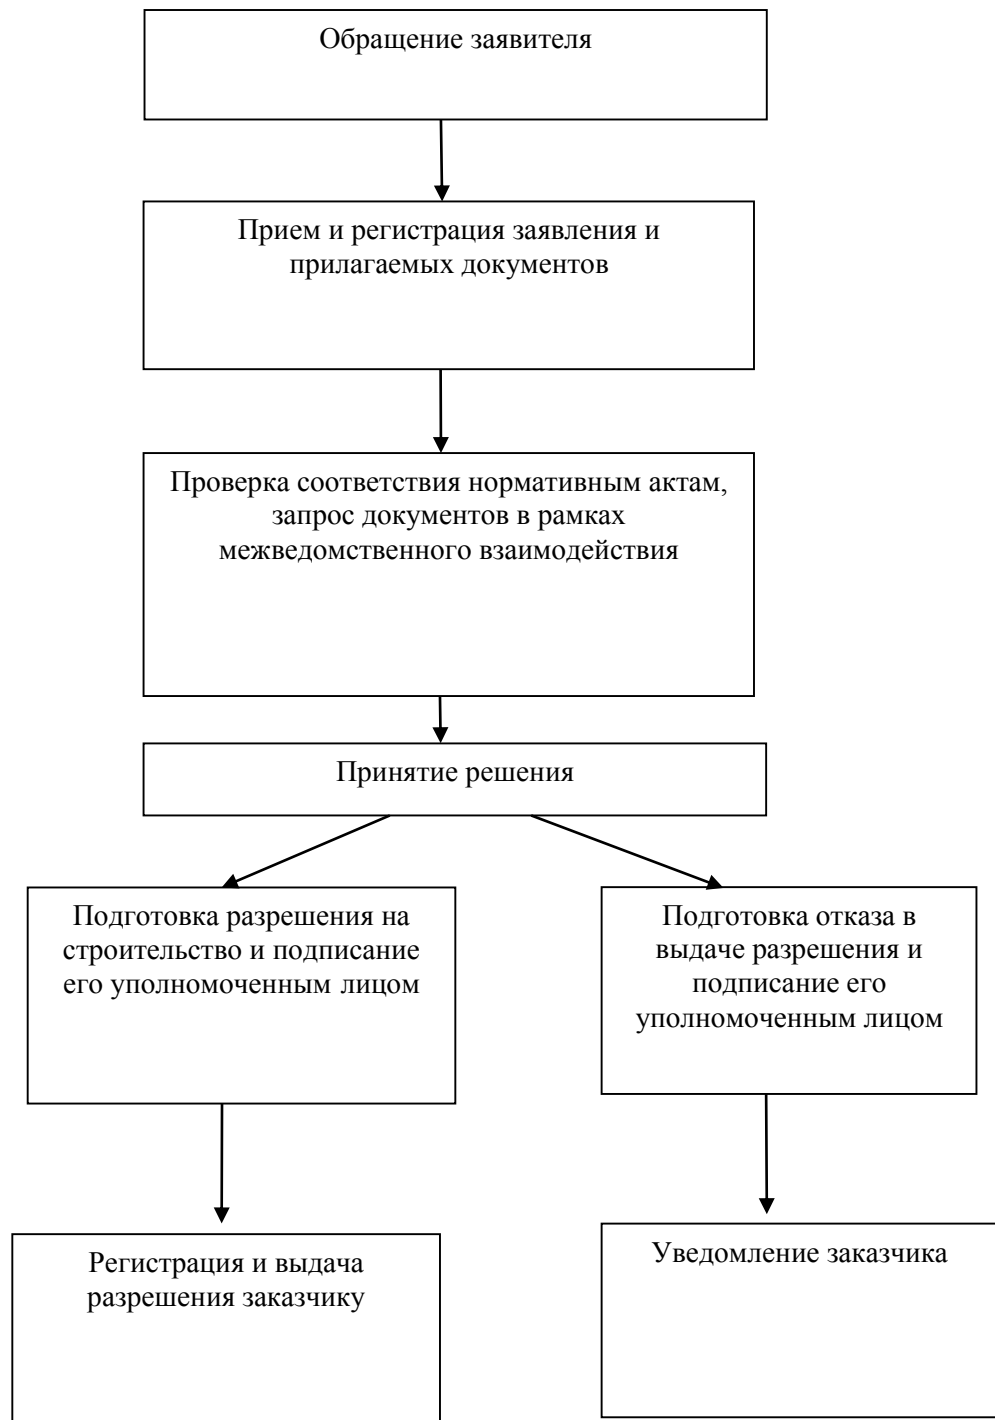 Обращение заявителя
Прием и регистрация заявления и
прилагаемых документов
Проверка соответствия нормативным актам,
запрос документов в рамках
межведомственного взаимодействия
Принятие решения
Подготовка разрешения на
строительство и подписание
его уполномоченным лицом
Подготовка отказа в
выдаче разрешения и
подписание его
уполномоченным лицом
Регистрация и выдача
разрешения заказчику
Уведомление заказчика